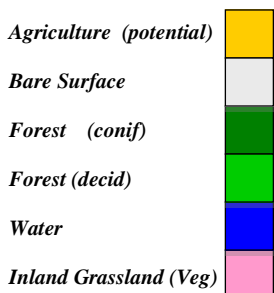 Agriculture (potential)
Bare Surface
Forest (conif)
Forest (decid)
Water
Inland Grassland (Veg)